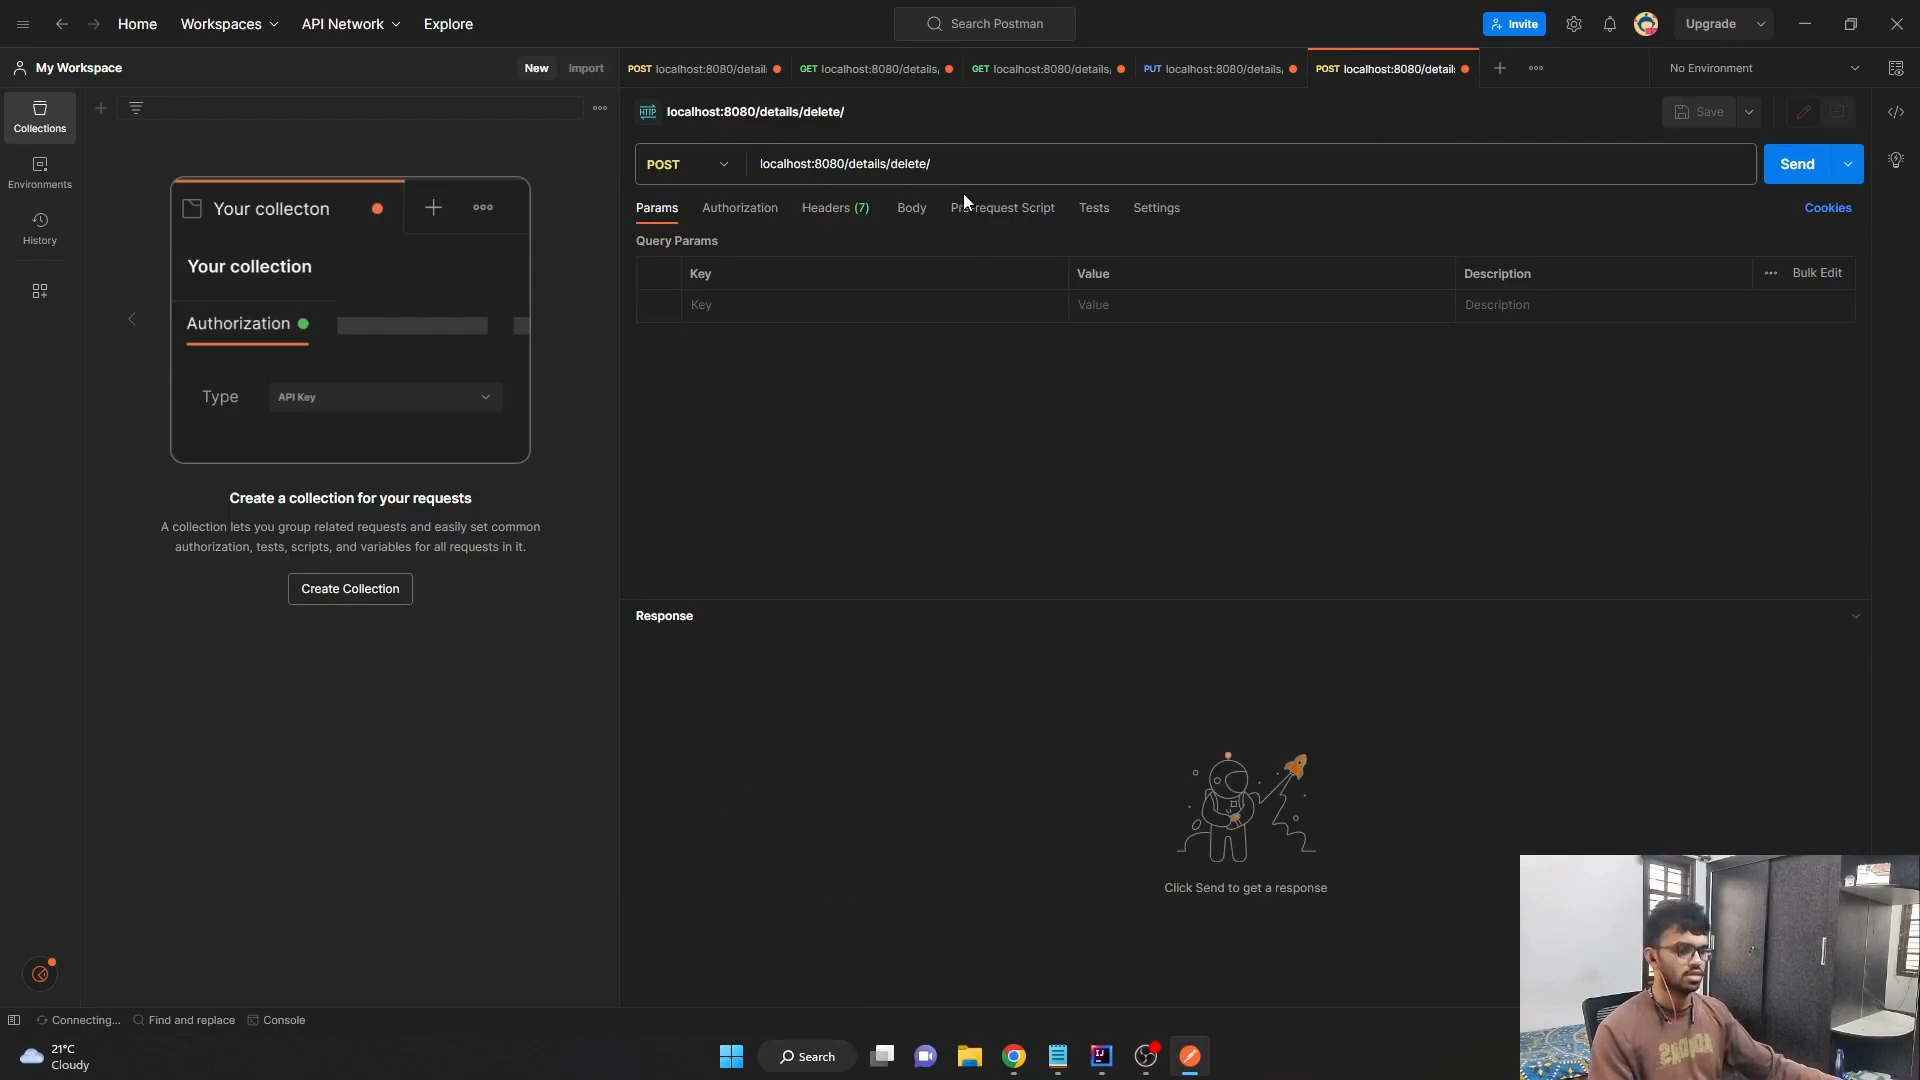 Home Workspaces API Network Explore Search Postman Invite Upgrade
My Workspace New Import POST localhost:8080/detail: GET localhost:8080/details, GET localhost:8080/details, PUT localhost:8080/details, POST localhost:8080/detail: No Environment
Collections
Environments
History
HTTP localhost:8080/details/delete/ Save
POST localhost:8080/details/delete/ Send
Params Authorization Headers (7) Body Pre-request Script Tests Settings Cookies
Query Params
Key Value Description Bulk Edit
Key Value Description
Your collecton
Your collection
Authorization
Type API Key
Create a collection for your requests
A collection lets you group related requests and easily set common
authorization, tests, scripts, and variables for all requests in it.
Create Collection
Response
Click Send to get a response
Connecting... Find and replace Console
21°C
Cloudy
Search
IJ
adidas